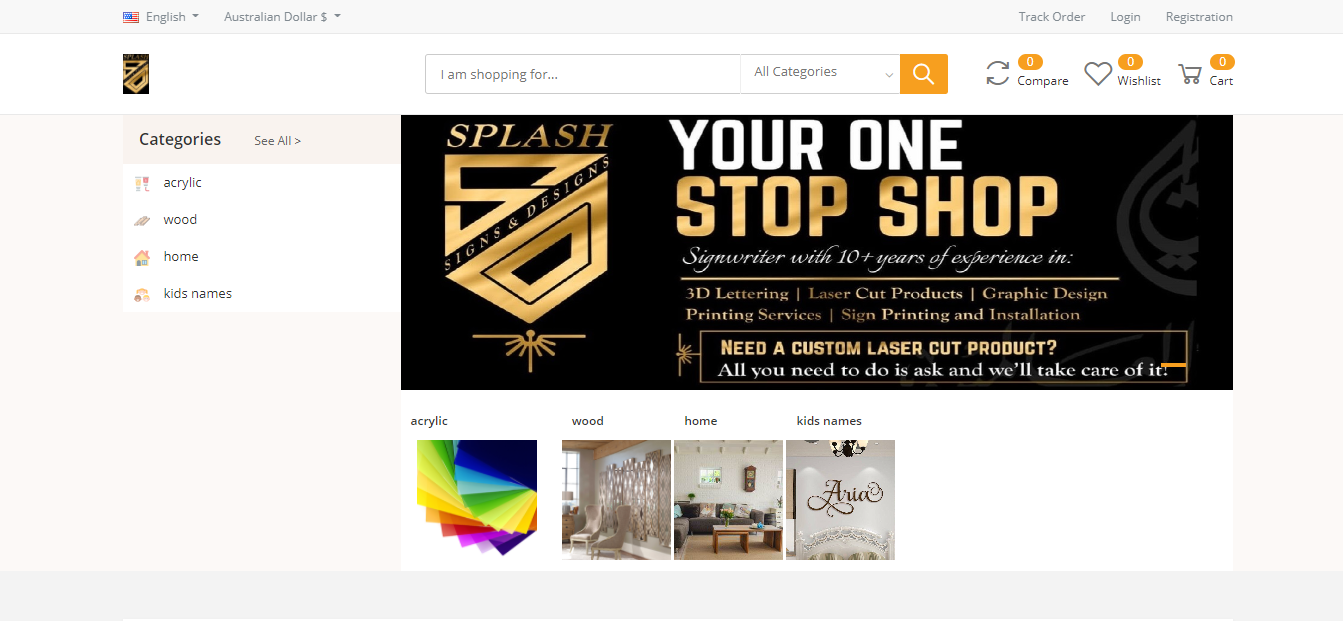 English
Australian Dollar $
Track Order
Login
Registration
SPLASH
I am shopping for...
All Categories
0
Compare
0
Wishlist
0
Cart
Categories
See All >
acrylic
wood
home
kids names
SPLASH
SIGNS & DESIGNS
YOUR ONE
STOP SHOP
Signwriter with 10+ years of experience in:
3D Lettering | Laser Cut Products | Graphic Design
Printing Services | Sign Printing and Installation
NEED A CUSTOM LASER CUT PRODUCT?
All you need to do is ask and we'll take care of it!
acrylic
wood
home
kids names
Aria